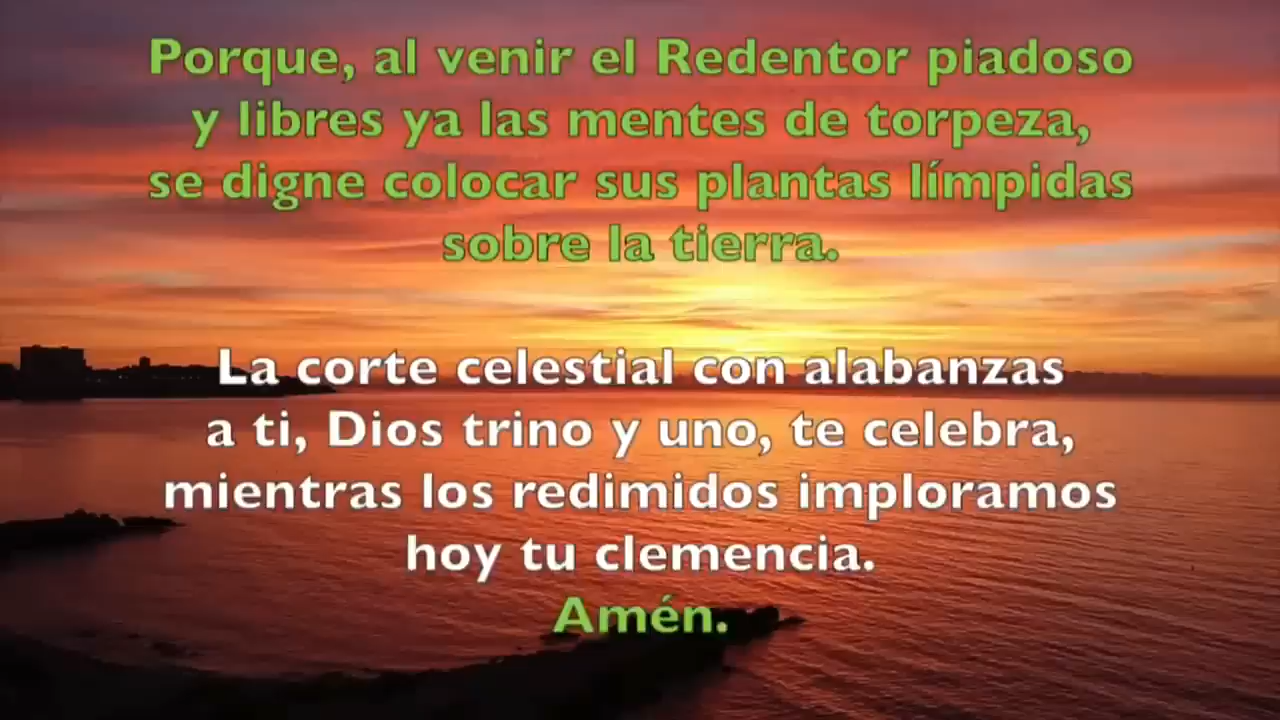 Porque, al venir el Redentor piadoso
y libres ya las mentes de torpeza,
se digne colocar sus plantas límpidas
sobre la tierra.
La corte celestial con alabanzas
a ti, Dios trino y uno, te celebra,
mientras los redimidos imploramos
hoy tu clemencia.
Amén.